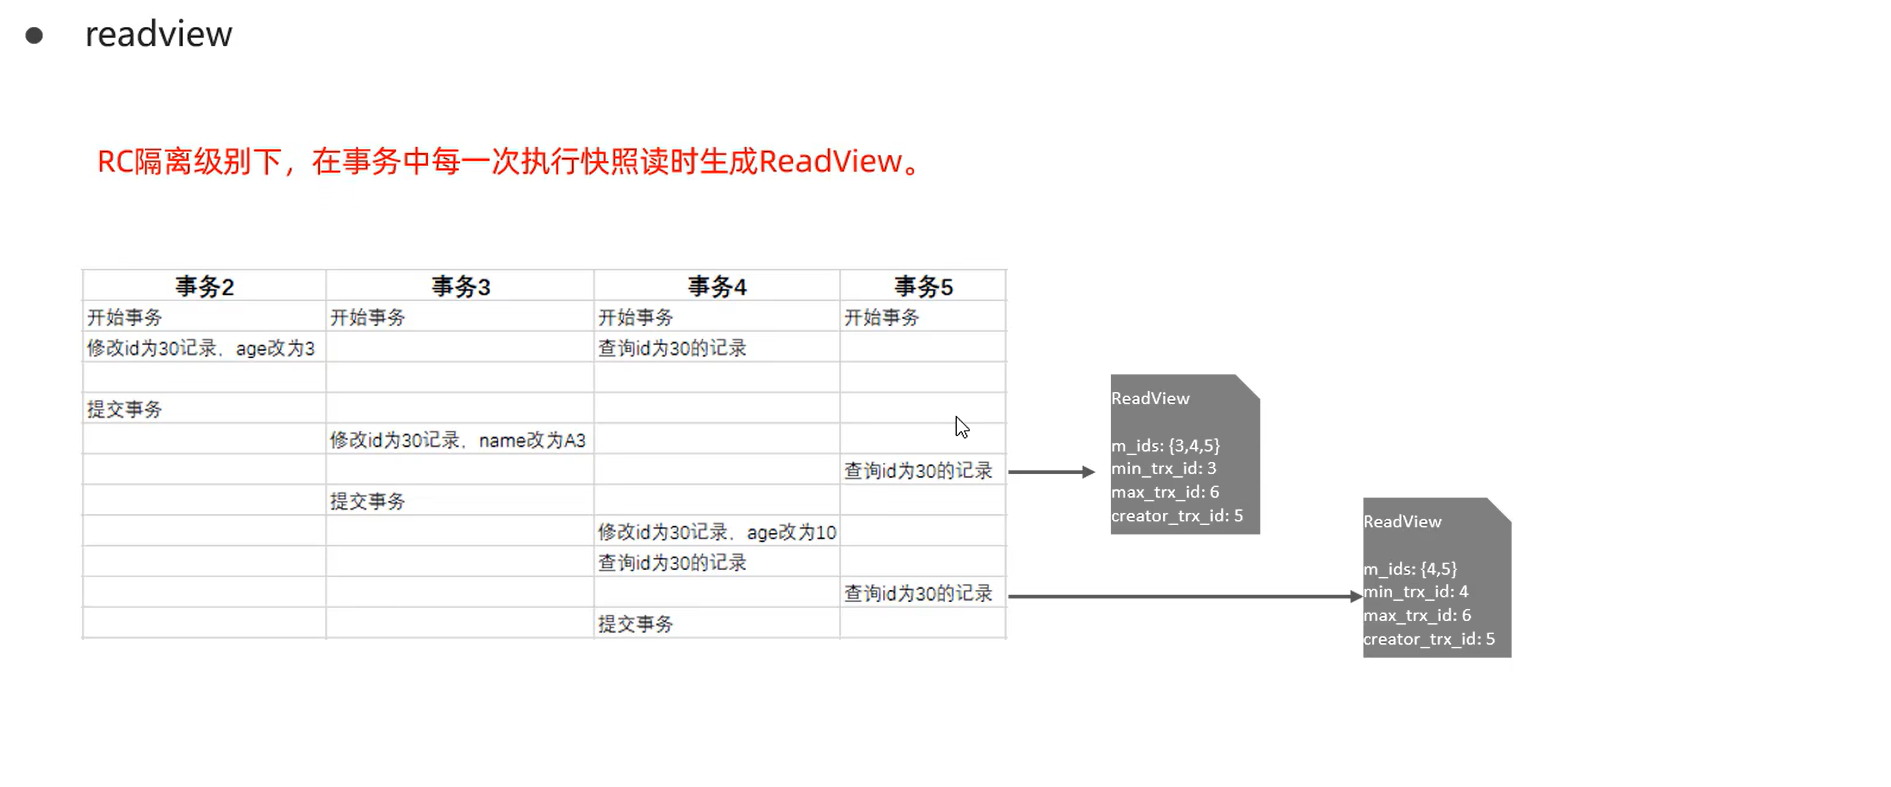 readview
RC隔离级别下，在事务中每一次执行快照读时生成ReadView。
事务2 事务3 事务4 事务5
开始事务 开始事务 开始事务 开始事务
修改id为30记录，age改为3 查询id为30的记录
提交事务
修改id为30记录，name改为A3
查询id为30的记录
提交事务
修改id为30记录，age改为10
查询id为30的记录
查询id为30的记录
提交事务
ReadView
m_ids: {3,4,5}
min_trx_id: 3
max_trx_id: 6
creator_trx_id: 5
ReadView
m_ids: {4,5}
min_trx_id: 4
max_trx_id: 6
creator_trx_id: 5